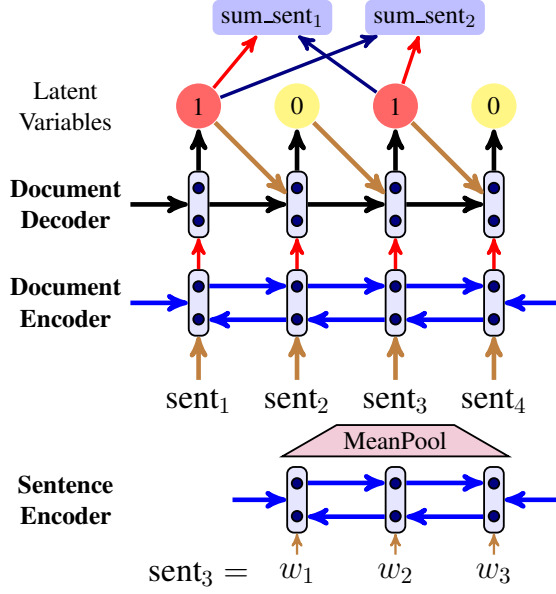 sum_sent₁ sum_sent₂
Latent
Variables
1 0 1 0
Document
Decoder
Document
Encoder
sent₁ sent₂ sent₃ sent₄
MeanPool
Sentence
Encoder
sent₃ = w₁ w₂ w₃